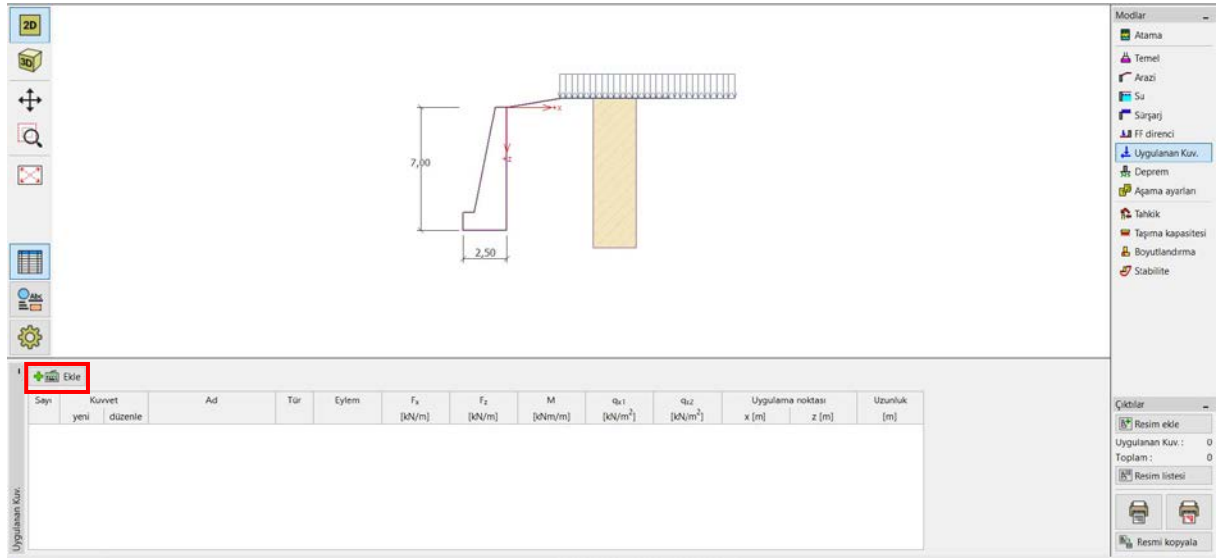 2D
3D
Abc
+x
+z
7,00
2,50
Modlar
Atama
Temel
Arazi
Su
Sürşarj
FF direnci
Uygulanan Kuv.
Deprem
Aşama ayarları
Tahkik
Taşıma kapasitesi
Boyutlandırma
Stabilite
Ekle
Sayı Kuvvet Ad Tür Eylem Fx Fz M qx1 qz2 Uygulama noktası Uzunluk
yeni düzenle [kN/m] [kN/m] [kNm/m] [kN/m²] [kN/m²] x [m] z [m] [m]
Uygulanan Kuv.
Çıktılar
Resim ekle
Uygulanan Kuv. : 0
Toplam : 0
Resim listesi
Resmi kopyala